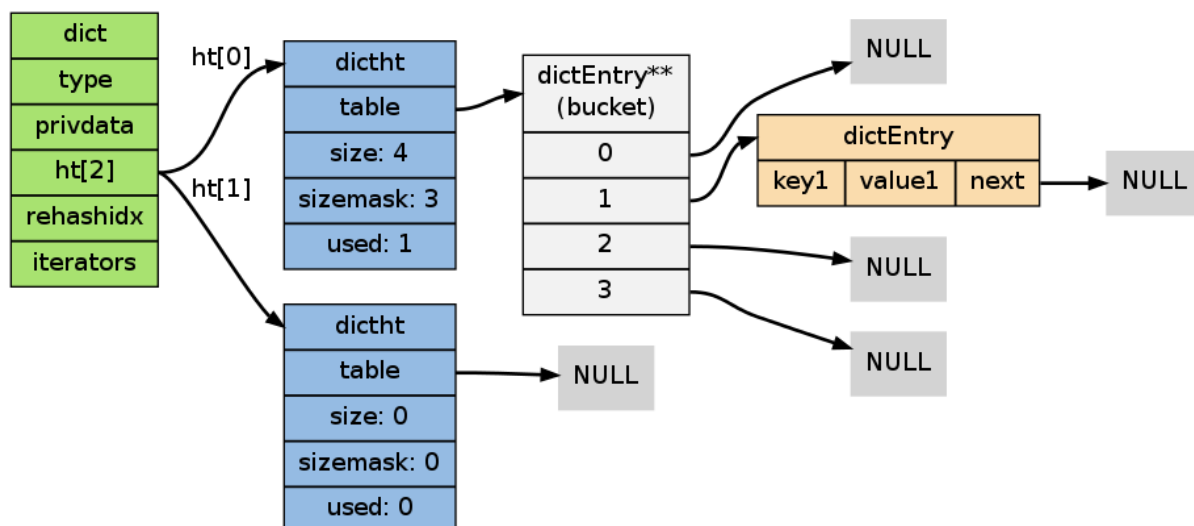 dict
type
privdata
ht[2]
rehashidx
iterators
ht[0]
ht[1]
dictht
table
size: 4
sizemask: 3
used: 1
dictht
table
size: 0
sizemask: 0
used: 0
NULL
dictEntry**
(bucket)
0
1
2
3
NULL
dictEntry
key1 value1 next
NULL
NULL
NULL